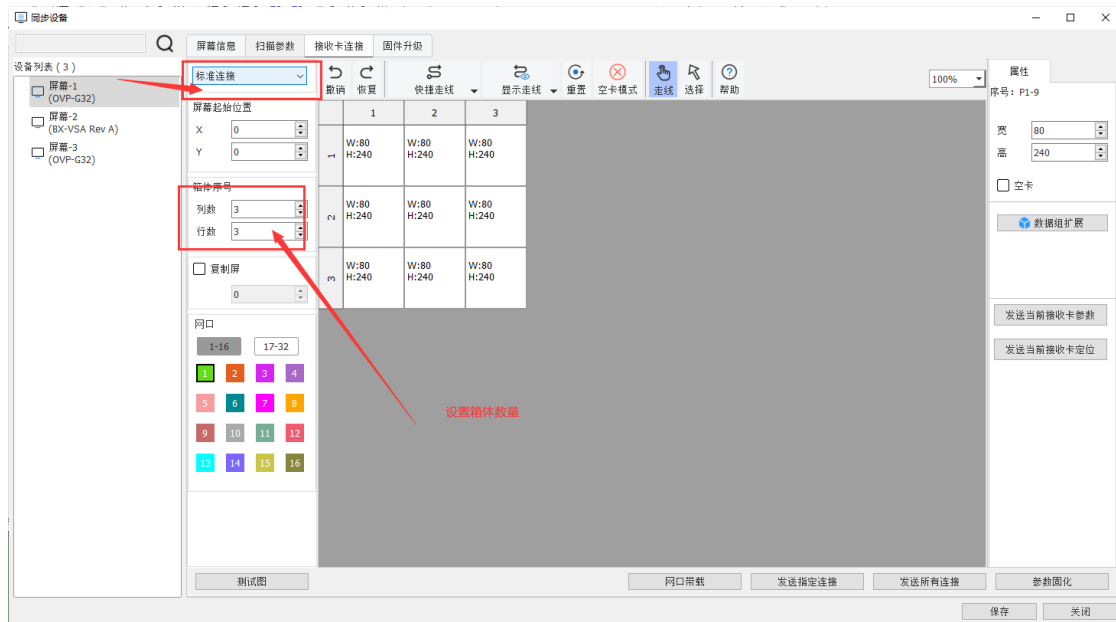 同步设备
屏幕信息 扫描参数 接收卡连接 固件升级
设备列表 ( 3 )
屏幕-1
(OVP-G32)
屏幕-2
(BX-VSA Rev A)
屏幕-3
(OVP-G32)
标准连接
撤销 恢复 快捷走线 显示走线 重置 空卡模式 走线 选择 帮助
100%
屏幕起始位置
X 0
Y 0
箱体序号
列数 3
行数 3
复制屏
0
网口
1-16 17-32
1 2 3 4
5 6 7 8
9 10 11 12
13 14 15 16
1 2 3
1
W:80 W:80 W:80
H:240 H:240 H:240
2
W:80 W:80 W:80
H:240 H:240 H:240
3
W:80 W:80 W:80
H:240 H:240 H:240
设置箱体数量
属性
序号: P1-9
宽 80
高 240
空卡
数据组扩展
发送当前接收卡参数
发送当前接收卡定位
测试图 网口带载 发送指定连接 发送所有连接 参数固化
保存 关闭